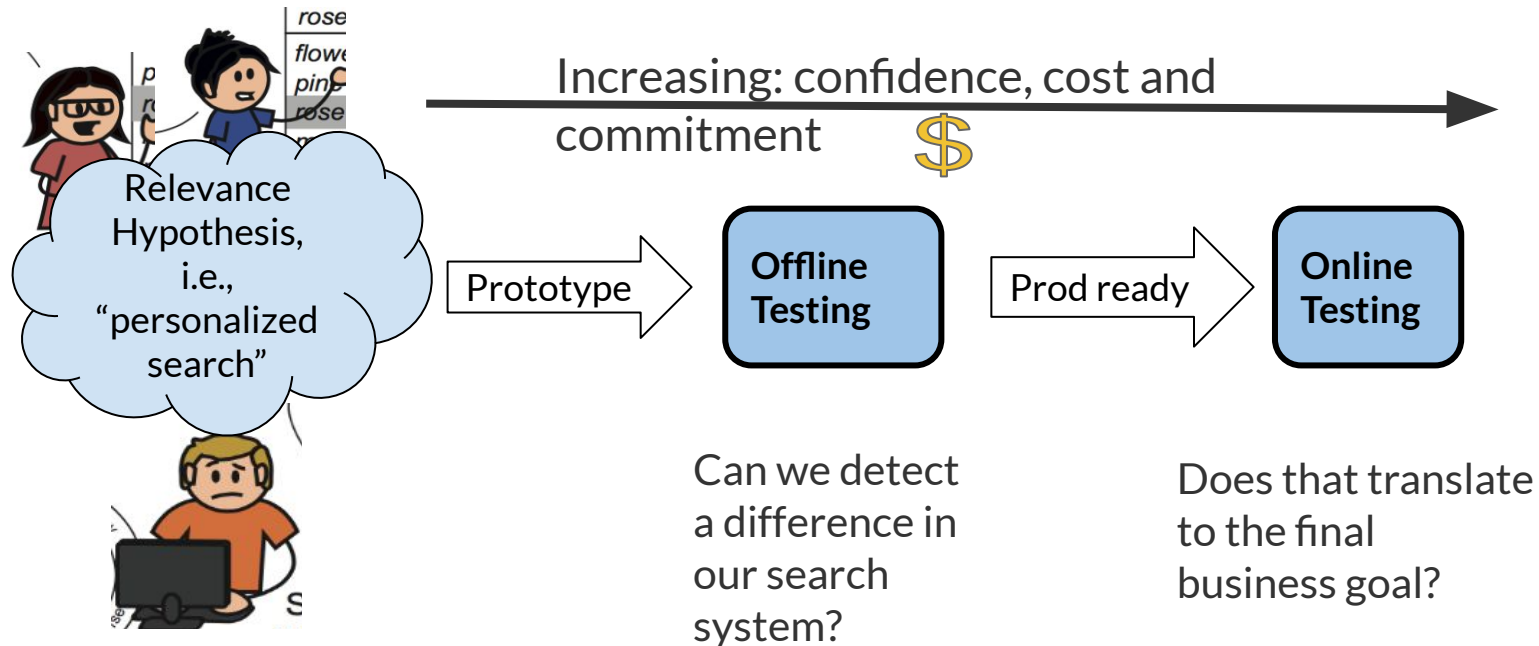 rose
flowe
pin
rose
p
Increasing: confidence, cost and
commitment
$
Relevance
Hypothesis,
i.e.,
“personalized
search”
Prototype
Offline
Testing
Prod ready
Online
Testing
Can we detect
a difference in
our search
system?
Does that translate
to the final
business goal?
S